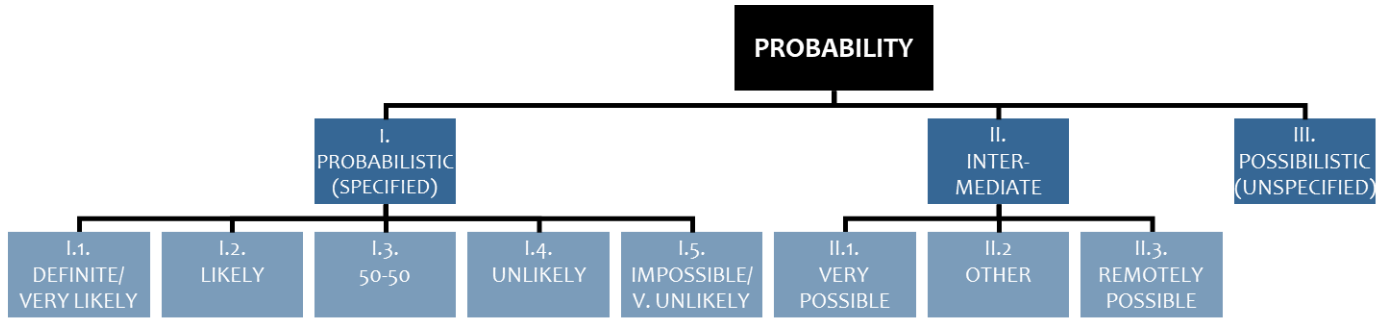 PROBABILITY
I.
PROBABILISTIC
(SPECIFIED)
II.
INTER-
MEDIATE
III.
POSSIBILISTIC
(UNSPECIFIED)
I.1.
DEFINITE/
VERY LIKELY
I.2.
LIKELY
I.3.
50-50
I.4.
UNLIKELY
I.5.
IMPOSSIBLE/
V. UNLIKELY
II.1.
VERY
POSSIBLE
II.2
OTHER
II.3.
REMOTELY
POSSIBLE